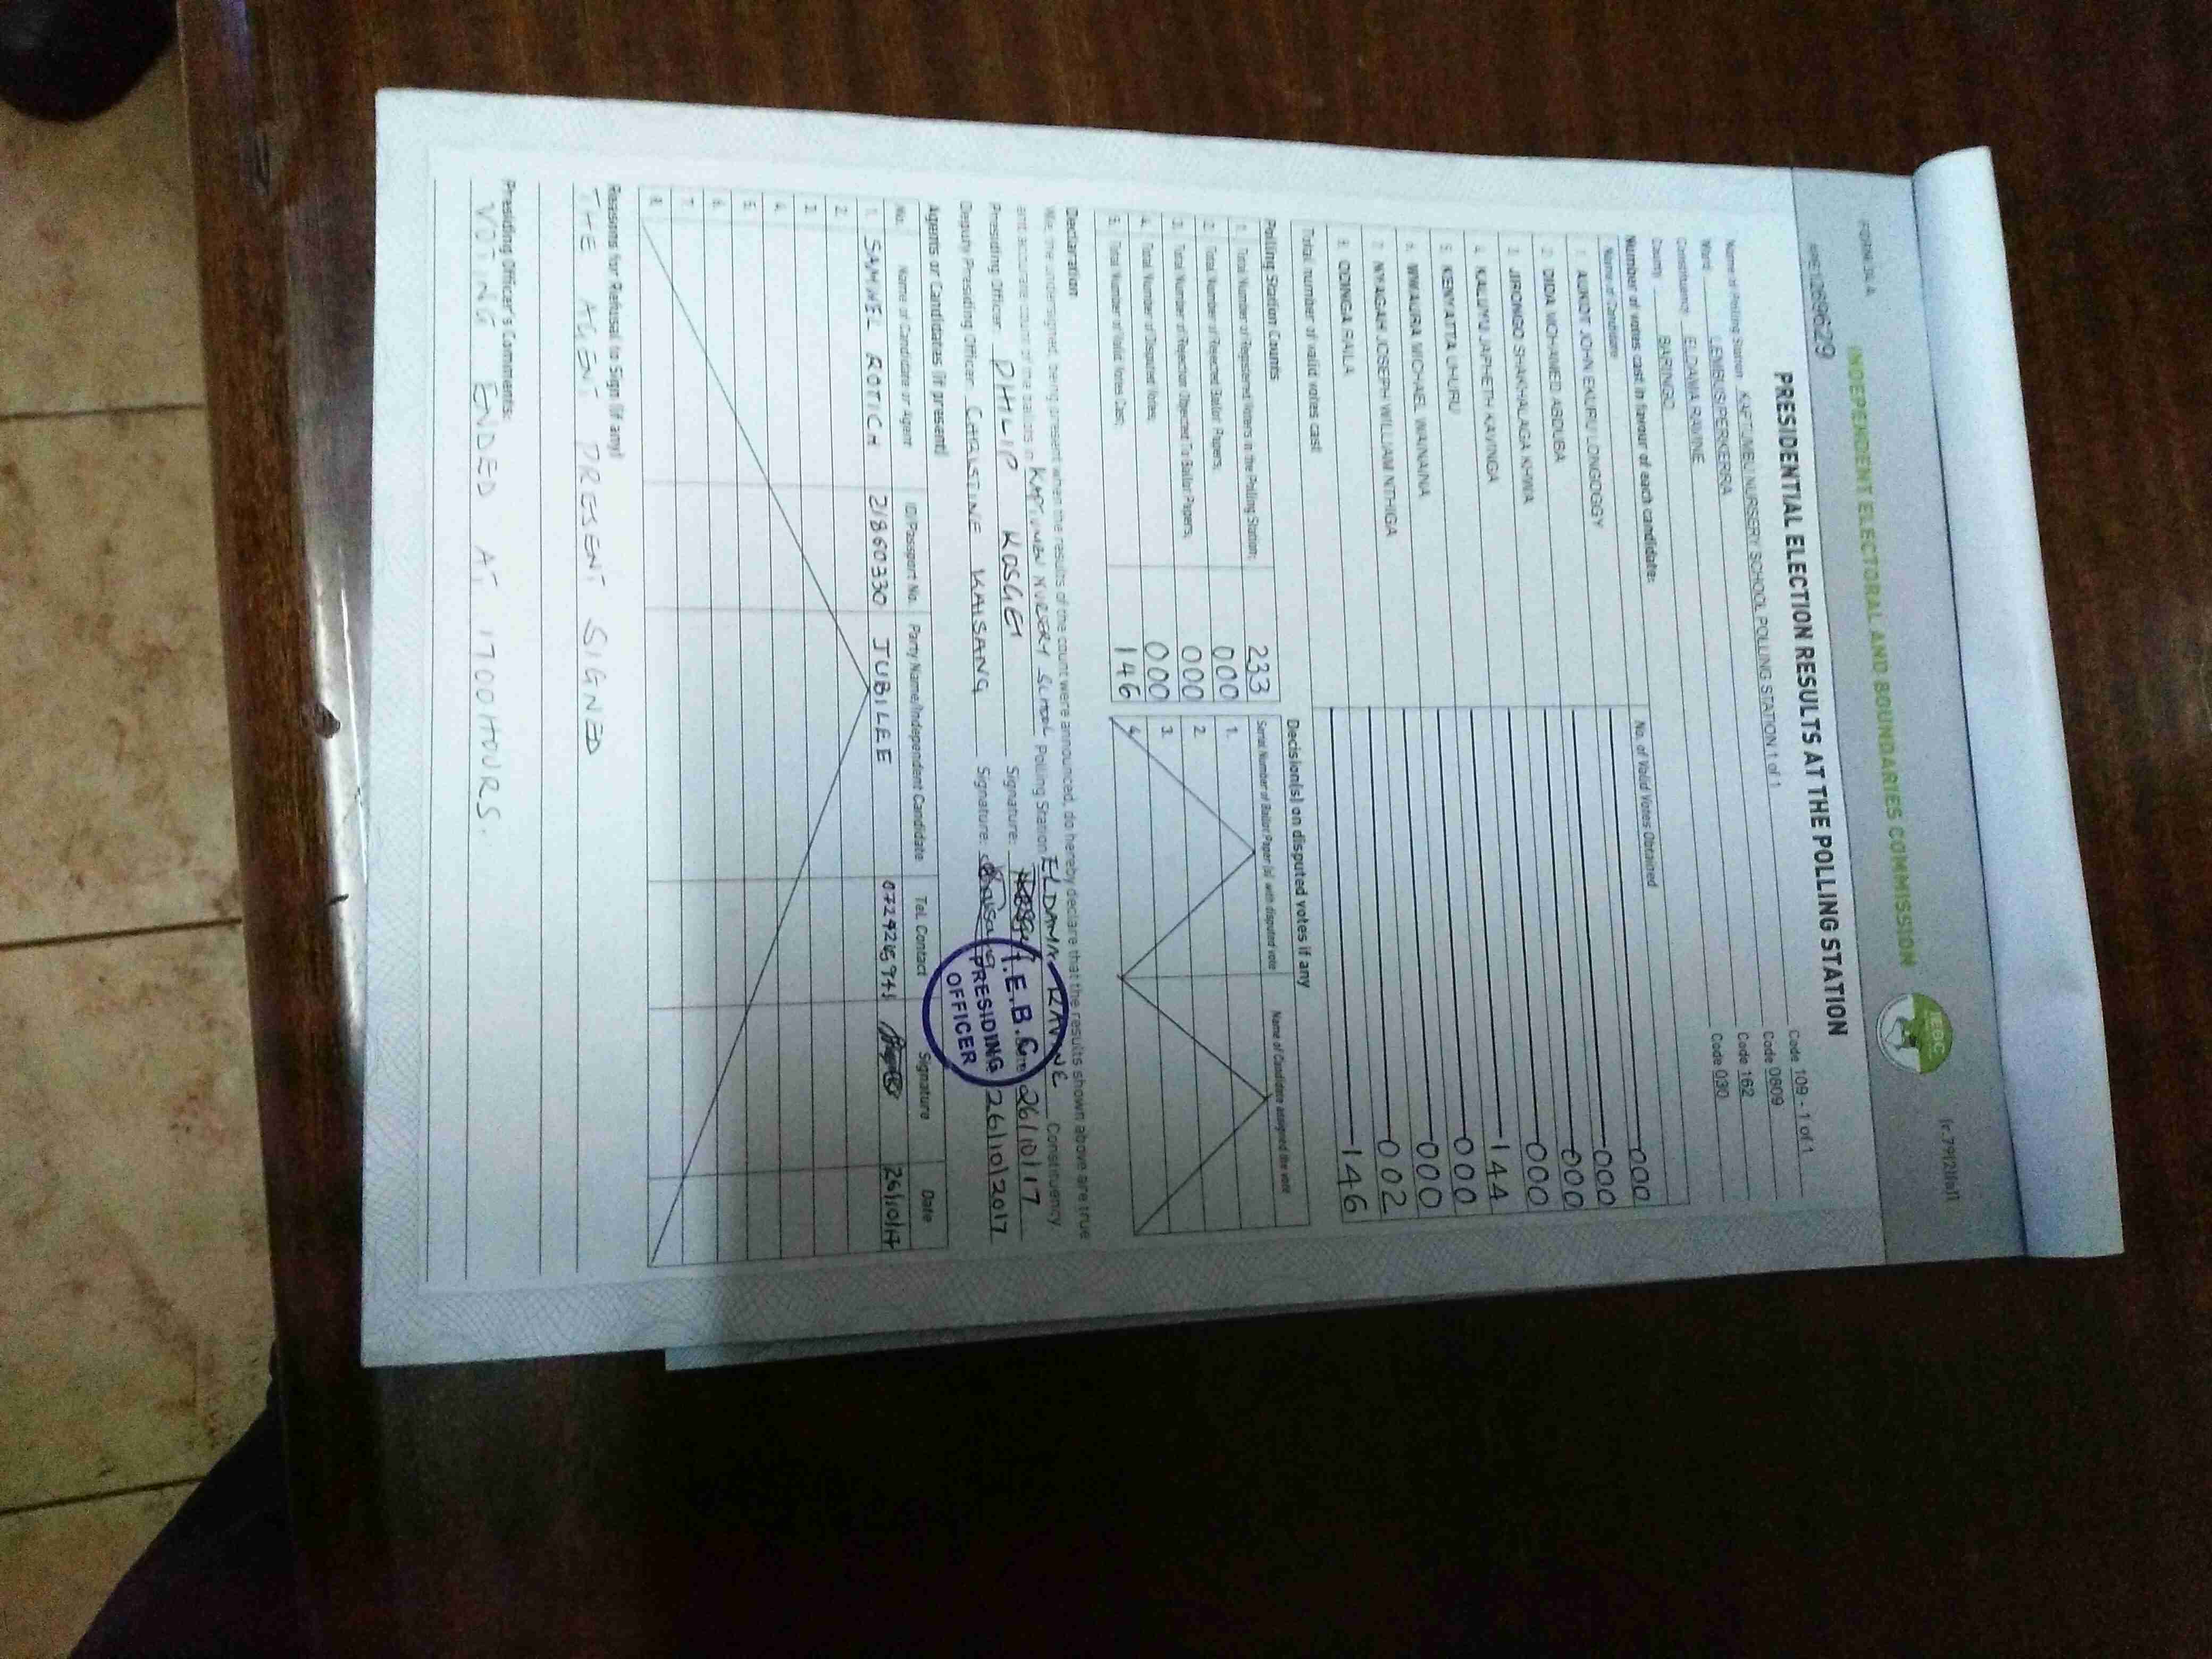 FORM 34 A
(r.79(2)(a))
INDEPENDENT ELECTORAL AND BOUNDARIES COMMISSION
IEBC
PRE:1269629
PRESIDENTIAL ELECTION RESULTS AT THE POLLING STATION
Name of Polling Station NURSERY SCHOOL POLLING STATION 1 of 1 Code 109 - 1 of 1
Ward LEMBUS/PERKERRA Code 0809
Constituency ELDAMA RAVINE Code 162
County BARINGO Code 030
Number of votes cast in favour of each candidate:
Name of Candidate No. of Valid Votes Obtained
1. AUKOT JOHN EKURU LONGOGGY 000
2. DIDA MOHAMED ABDUBA 000
3. JIRONGO SHAKHALAGA KHWA 000
4. KALUYU JAPHETH KAVINGA 000
5. KENYATTA UHURU 144
6. MWAURA MICHAEL WAINAINA 000
7. NYAGAH JOSEPH WILLIAM NTHIGA 000
8. ODINGA RAILA 002
Total number of valid votes cast 146
Polling Station Counts
1. Total Number of Registered Voters in the Polling Station; 233
2. Total Number of Rejected Ballot Papers; 000
3. Total Number of Rejection Objected To Ballot Papers; 000
4. Total Number of Disputed Votes; 000
5. Total Number of Valid Votes Cast; 146
Decision(s) on disputed votes if any
Serial Number of Ballot Paper (s) with disputed vote Name of Candidate assigned the vote
1.
2.
3.
4.
Declaration
We, the undersigned, being present when the results of the count were announced, do hereby declare that the results shown above are true
and accurate count of the ballots in NURSERY SCHOOL Polling Station ELDAMA RAVINE Constituency
Presiding Officer PHILIP KOSGEI Signature: Date 26/10/17
Deputy Presiding Officer CHRISTINE KAISANG Signature: 26/10/2017
I.E.B.C
PRESIDING
OFFICER
Agents or Candidates (if present)
No. Name of Candidate or Agent ID/Passport No. Party Name/Independent Candidate Tel. Contact Signature Date
1. SAMWEL ROTICH 21860330 JUBILEE 26/10/17
2.
3.
4.
5.
6.
7.
8.
Reasons for Refusal to Sign (if any)
THE AGENT PRESENT SIGNED
Presiding Officer's Comments:
VOTING ENDED AT 1700HOURS.